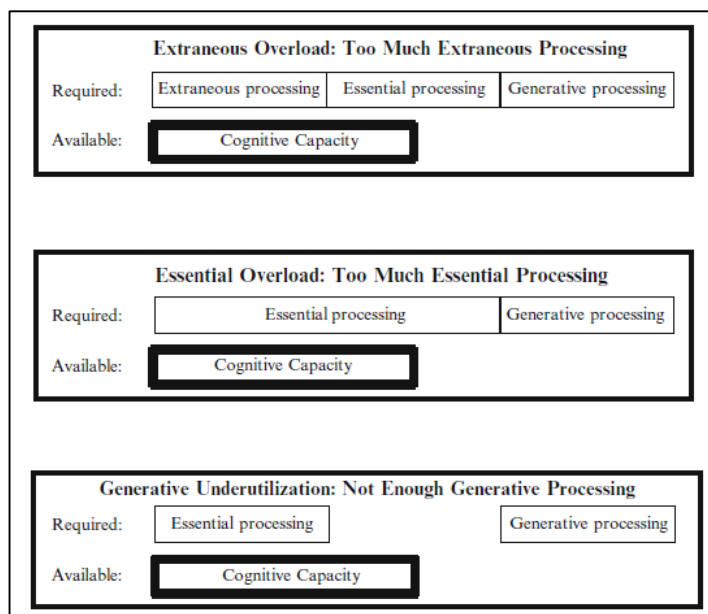 Extraneous Overload: Too Much Extraneous Processing
Required: Extraneous processing Essential processing Generative processing
Available: Cognitive Capacity
Essential Overload: Too Much Essential Processing
Required: Essential processing Generative processing
Available: Cognitive Capacity
Generative Underutilization: Not Enough Generative Processing
Required: Essential processing Generative processing
Available: Cognitive Capacity